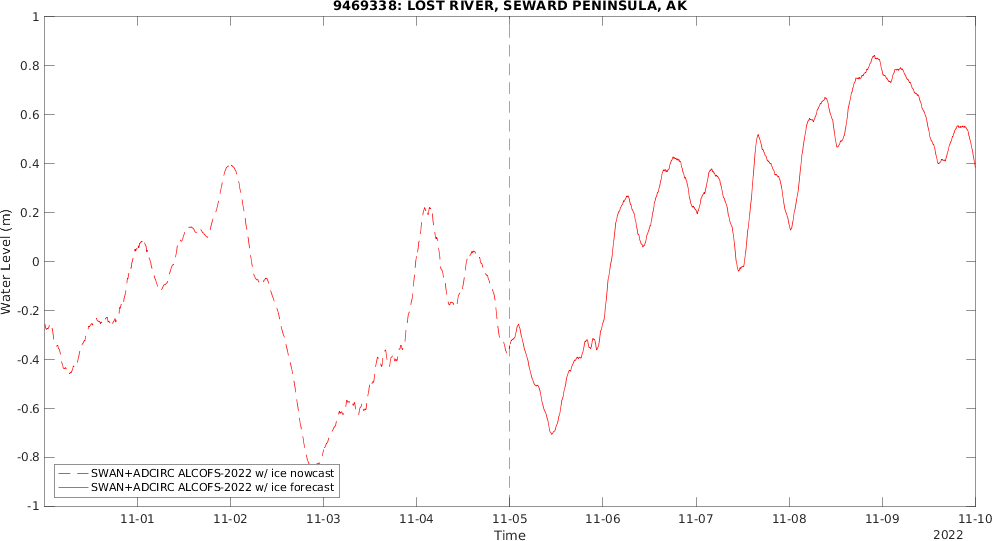 9469338: LOST RIVER, SEWARD PENINSULA, AK
1
0.8
0.6
0.4
0.2
0
-0.2
-0.4
-0.6
-0.8
-1
Water Level (m)
SWAN+ADCIRC ALCOFS-2022 w/ ice nowcast
SWAN+ADCIRC ALCOFS-2022 w/ ice forecast
11-01 11-02 11-03 11-04 11-05 11-06 11-07 11-08 11-09 11-10
Time
2022